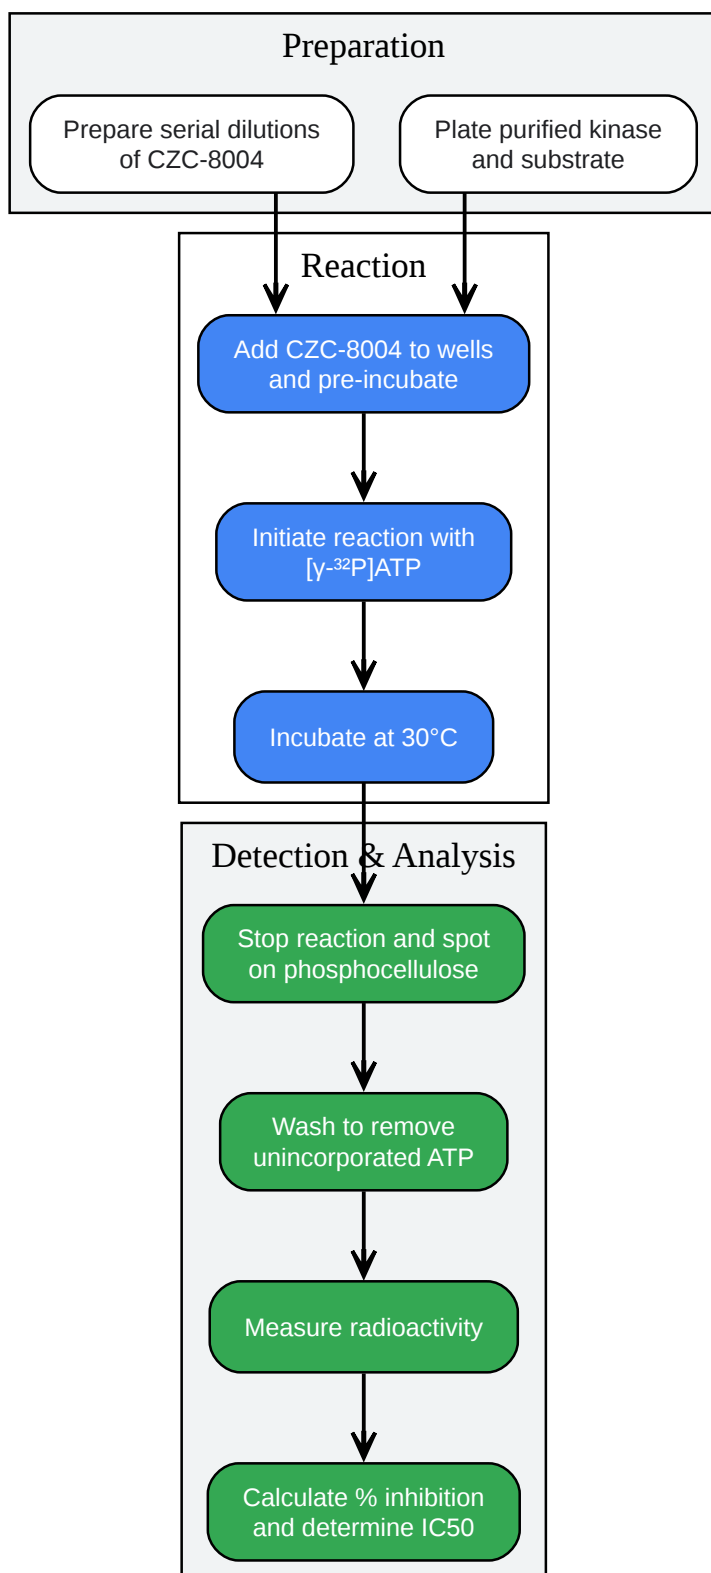 Preparation
Prepare serial dilutions
of CZC-8004
Plate purified kinase
and substrate
Reaction
Add CZC-8004 to wells
and pre-incubate
Initiate reaction with
[γ-³²P]ATP
Incubate at 30°C
Detection & Analysis
Stop reaction and spot
on phosphocellulose
Wash to remove
unincorporated ATP
Measure radioactivity
Calculate % inhibition
and determine IC50